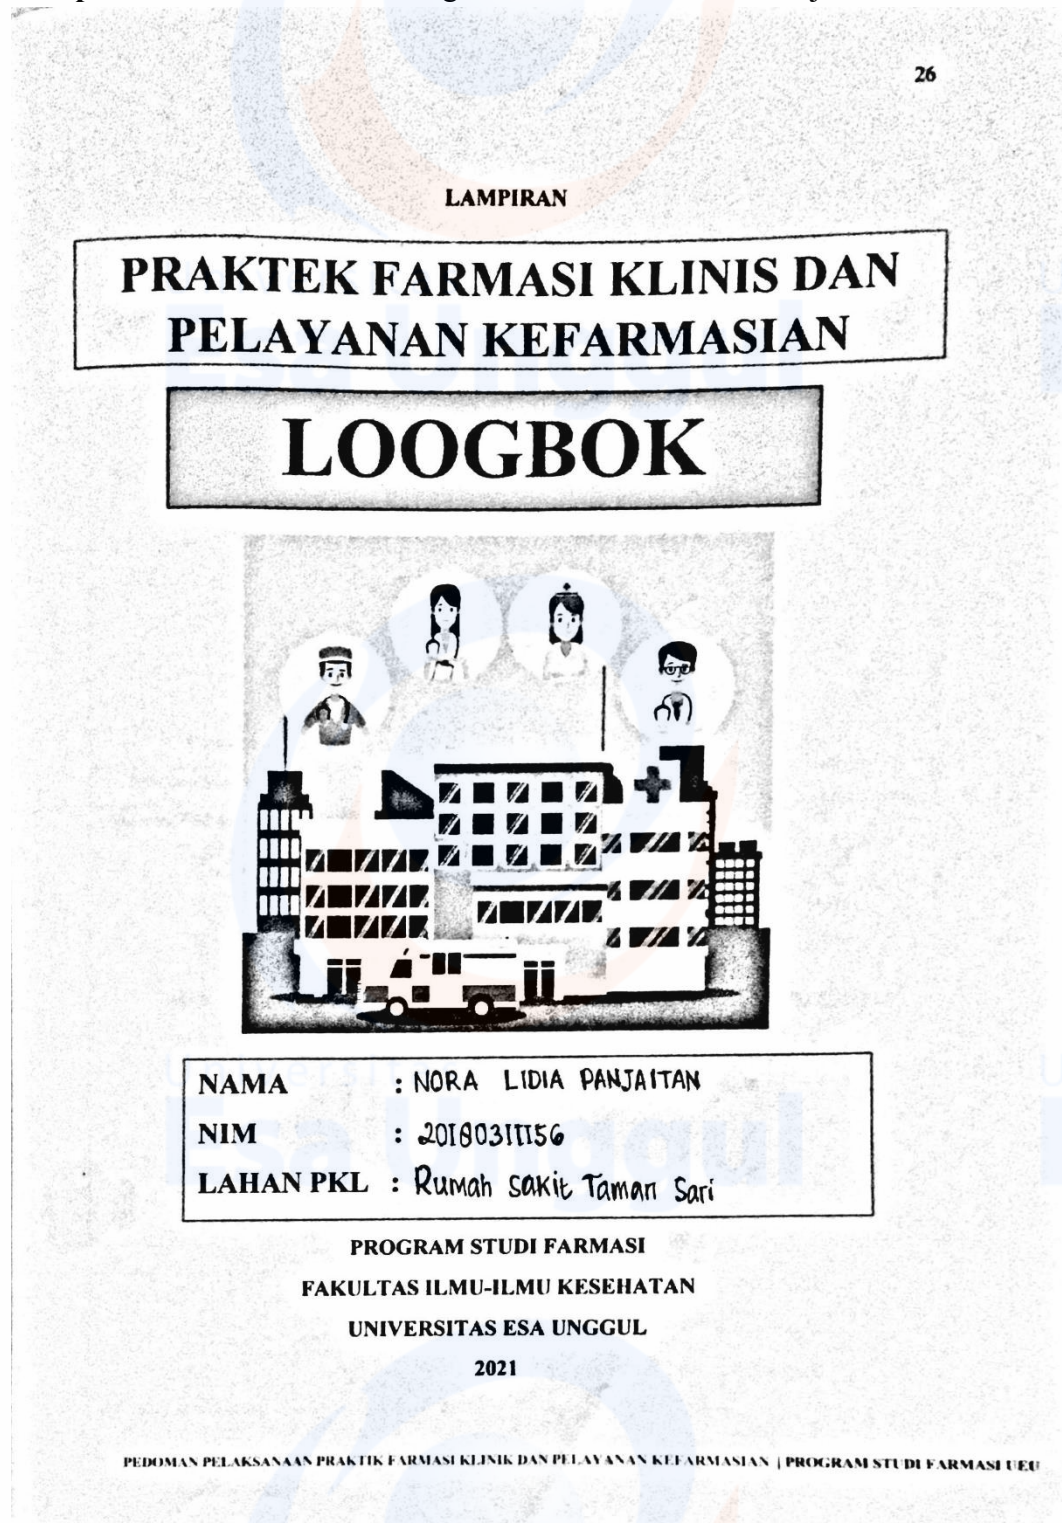 26
LAMPIRAN
PRAKTEK FARMASI KLINIS DAN
PELAYANAN KEFARMASIAN
LOOGBOK
NAMA : NORA LIDIA PANJAITAN
NIM : 20180311156
LAHAN PKL : Rumah Sakit Taman Sari
PROGRAM STUDI FARMASI
FAKULTAS ILMU-ILMU KESEHATAN
UNIVERSITAS ESA UNGGUL
2021
PEDOMAN PELAKSANAAN PRAKTIK FARMASI KLINIK DAN PELAYANAN KEFARMASIAN | PROGRAM STUDI FARMASI UEU
Esa Unggul